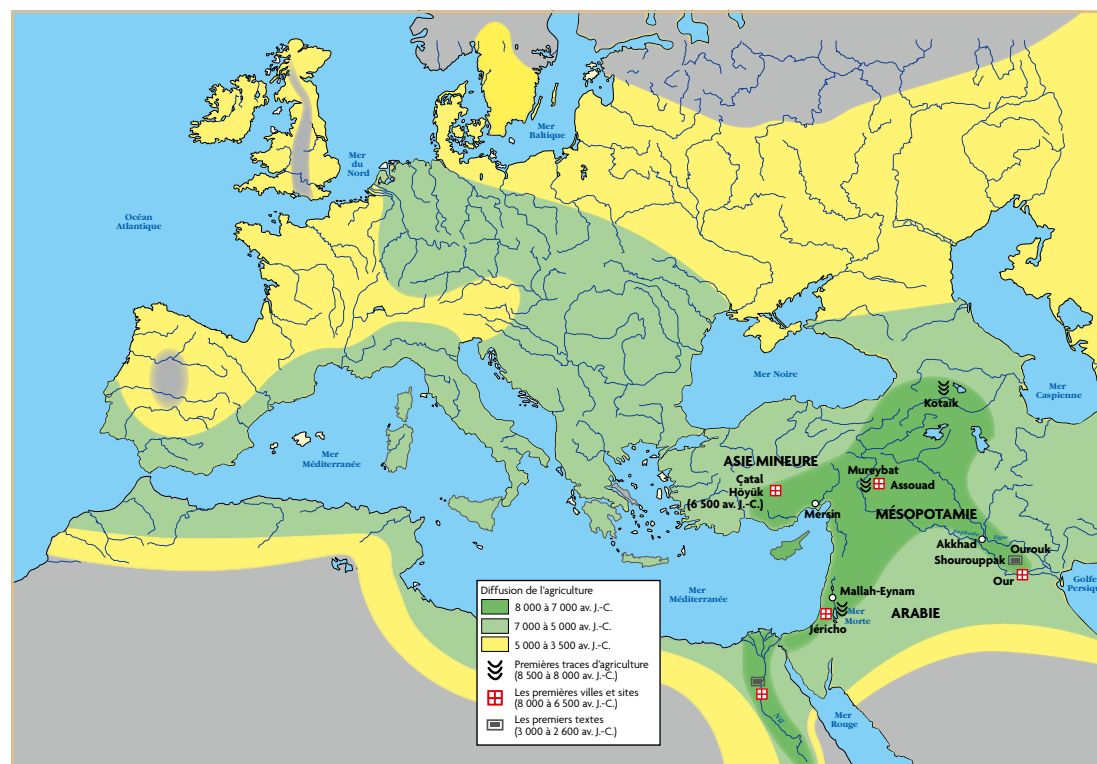 Mer
Baltique
Mer
du
Nord
Océan
Atlantique
Mer Noire
Mer
Caspienne
Kotaïk
ASIE MINEURE
Çatal
Höyük
(6 500 av. J.-C.)
Mureybat
Assouad
Mersin
MÉSOPOTAMIE
Mer
Méditerranée
Akkhad
Euphrate
Tigre
Ourouk
Shourouppak
Our
Golfe
Persique
Mer
Méditerranée
Mallah-Eynam
Mer
Morte
Jéricho
ARABIE
Nil
Mer
Rouge
Diffusion de l'agriculture
8 000 à 7 000 av. J.-C.
7 000 à 5 000 av. J.-C.
5 000 à 3 500 av. J.-C.
Premières traces d'agriculture
(8 500 à 8 000 av. J.-C.)
Les premières villes et sites
(8 000 à 6 500 av. J.-C.)
Les premiers textes
(3 000 à 2 600 av. J.-C.)